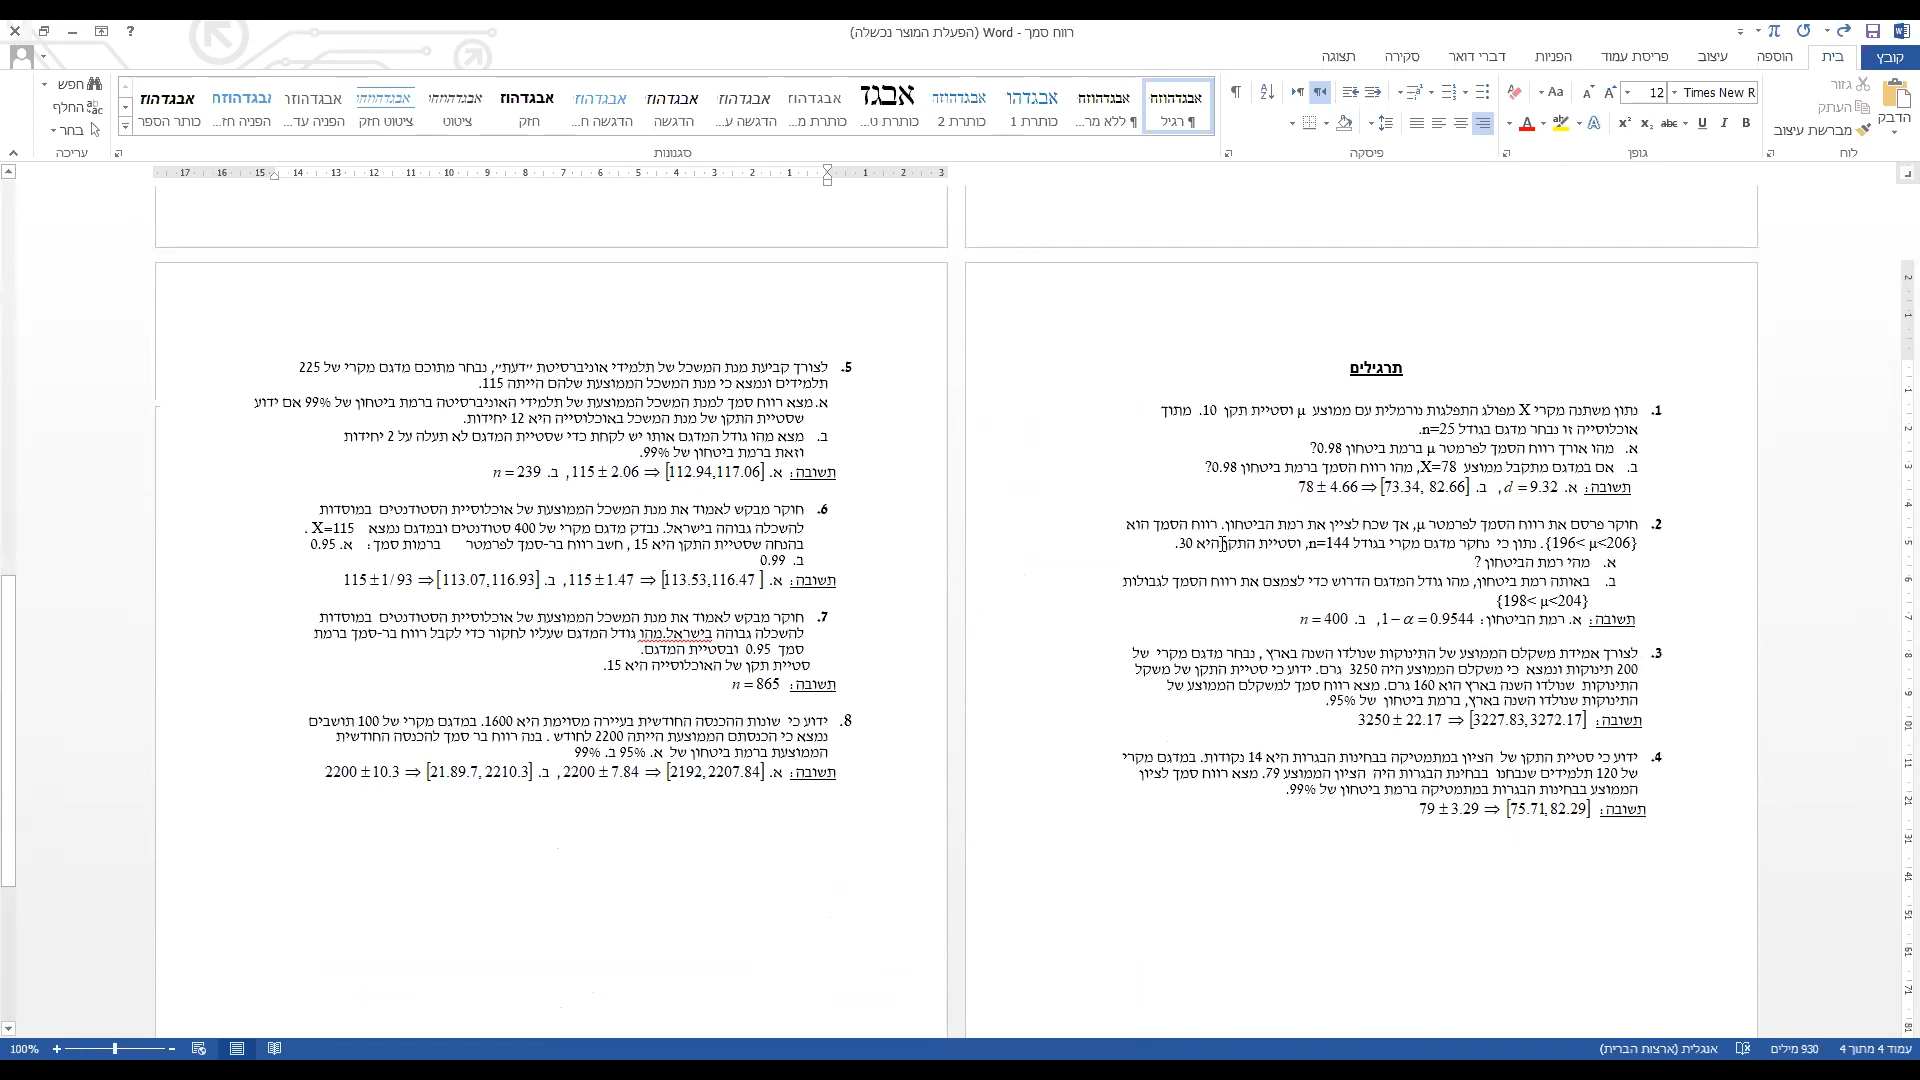 רווח סמך - Word (הפעלת המוצר נכשלה)
קובץ בית הוספה עיצוב פריסת עמוד הפניות דברי דואר סקירה תצוגה
הדבק גזור העתק מברשת עיצוב
Times New R 12 Aa
B I U abc x₂ x² A
אבגדהוזח אבגדהוזח אבגדהו אבגדהוזו אבגד אבגדהוז אבגדהוז אבגדהוז אבגדהוז אבגדהוז אבגדהוז
¶ רגיל ¶ ללא מר... כותרת 1 כותרת 2 כותרת ט... כותרת מ... הדגשה ע... הדגשה הדגשה ח... חזק ציטוט ציטוט חזק הפניה עד... הפניה חז... כותר הספר
חפש
החלף
בחר
לוח גופן פיסקה סגנונות עריכה
תרגילים
1. נתון משתנה מקרי X מפולג התפלגות נורמלית עם ממוצע μ וסטיית תקן 10. מתוך
אוכלוסייה זו נבחר מדגם בגודל n=25.
א. מהו אורך רווח הסמך לפרמטר μ ברמת ביטחון 0.98?
ב. אם במדגם מתקבל ממוצע X=78, מהו רווח הסמך ברמת ביטחון 0.98?
תשובה: א. d = 9.32, ב. 78 ± 4.66 ⇒ [73.34, 82.66]
2. חוקר פרסם את רווח הסמך לפרמטר μ, אך שכח לציין את רמת הביטחון. רווח הסמך הוא
{196< μ<206}. נתון כי נחקר מדגם מקרי בגודל n=144, וסטיית התקן היא 30.
א. מהי רמת הביטחון ?
ב. באותה רמת ביטחון, מהו גודל המדגם הדרוש כדי לצמצם את רווח הסמך לגבולות
{198< μ<204}
תשובה: א. רמת הביטחון: 1 − α = 0.9544, ב. n = 400
3. לצורך אמידת משקלם הממוצע של התינוקות שנולדו השנה בארץ , נבחר מדגם מקרי של
200 תינוקות ונמצא כי משקלם הממוצע היה 3250 גרם. ידוע כי סטיית התקן של משקל
התינוקות שנולדו השנה בארץ הוא 160 גרם. מצא רווח סמך למשקלם הממוצע של
התינוקות שנולדו השנה בארץ, ברמת ביטחון של 95%.
תשובה: 3250 ± 22.17 ⇒ [3227.83, 3272.17]
4. ידוע כי סטיית התקן של הציון במתמטיקה בבחינות הבגרות היא 14 נקודות. במדגם מקרי
של 120 תלמידים שנבחנו בבחינת הבגרות היה הציון הממוצע 79. מצא רווח סמך לציון
הממוצע בבחינות הבגרות במתמטיקה ברמת ביטחון של 99%.
תשובה: 79 ± 3.29 ⇒ [75.71, 82.29]
5. לצורך קביעת מנת המשכל של תלמידי אוניברסיטת "דעת", נבחר מתוכם מדגם מקרי של 225
תלמידים ונמצא כי מנת המשכל הממוצעת שלהם הייתה 115.
א. מצא רווח סמך למנת המשכל הממוצעת של תלמידי האוניברסיטה ברמת ביטחון של 99% אם ידוע
שסטיית התקן של מנת המשכל באוכלוסייה היא 12 יחידות.
ב. מצא מהו גודל המדגם אותו יש לקחת כדי שסטיית המדגם לא תעלה על 2 יחידות
וזאת ברמת ביטחון של 99%.
תשובה: א. 115 ± 2.06 ⇒ [112.94,117.06], ב. n = 239
6. חוקר מבקש לאמוד את מנת המשכל הממוצעת של אוכלוסיית הסטודנטים במוסדות
להשכלה גבוהה בישראל. נבדק מדגם מקרי של 400 סטודנטים ובמדגם נמצא X=115 .
בהנחה שסטיית התקן היא 15 , חשב רווח בר-סמך לפרמטר ברמות סמך: א. 0.95
ב. 0.99
תשובה: א. 115 ± 1.47 ⇒ [113.53,116.47 ], ב. 115 ± 1/93 ⇒ [113.07,116.93]
7. חוקר מבקש לאמוד את מנת המשכל הממוצעת של אוכלוסיית הסטודנטים במוסדות
להשכלה גבוהה בישראל.מהו גודל המדגם שעליו לחקור כדי לקבל רווח בר-סמך ברמת
סמך 0.95 ובסטיית המדגם.
סטיית תקן של האוכלוסייה היא 15.
תשובה: n = 865
8. ידוע כי שונות ההכנסה החודשית בעיירה מסוימת היא 1600. במדגם מקרי של 100 תושבים
נמצא כי הכנסתם הממוצעת הייתה 2200 לחודש . בנה רווח בר סמך להכנסה החודשית
הממוצעת ברמת ביטחון של א. 95% ב. 99%
תשובה: א. 2200 ± 7.84 ⇒ [2192, 2207.84], ב. 2200 ± 10.3 ⇒ [21.89.7, 2210.3]
עמוד 4 מתוך 4 930 מילים אנגלית (ארצות הברית) 100%